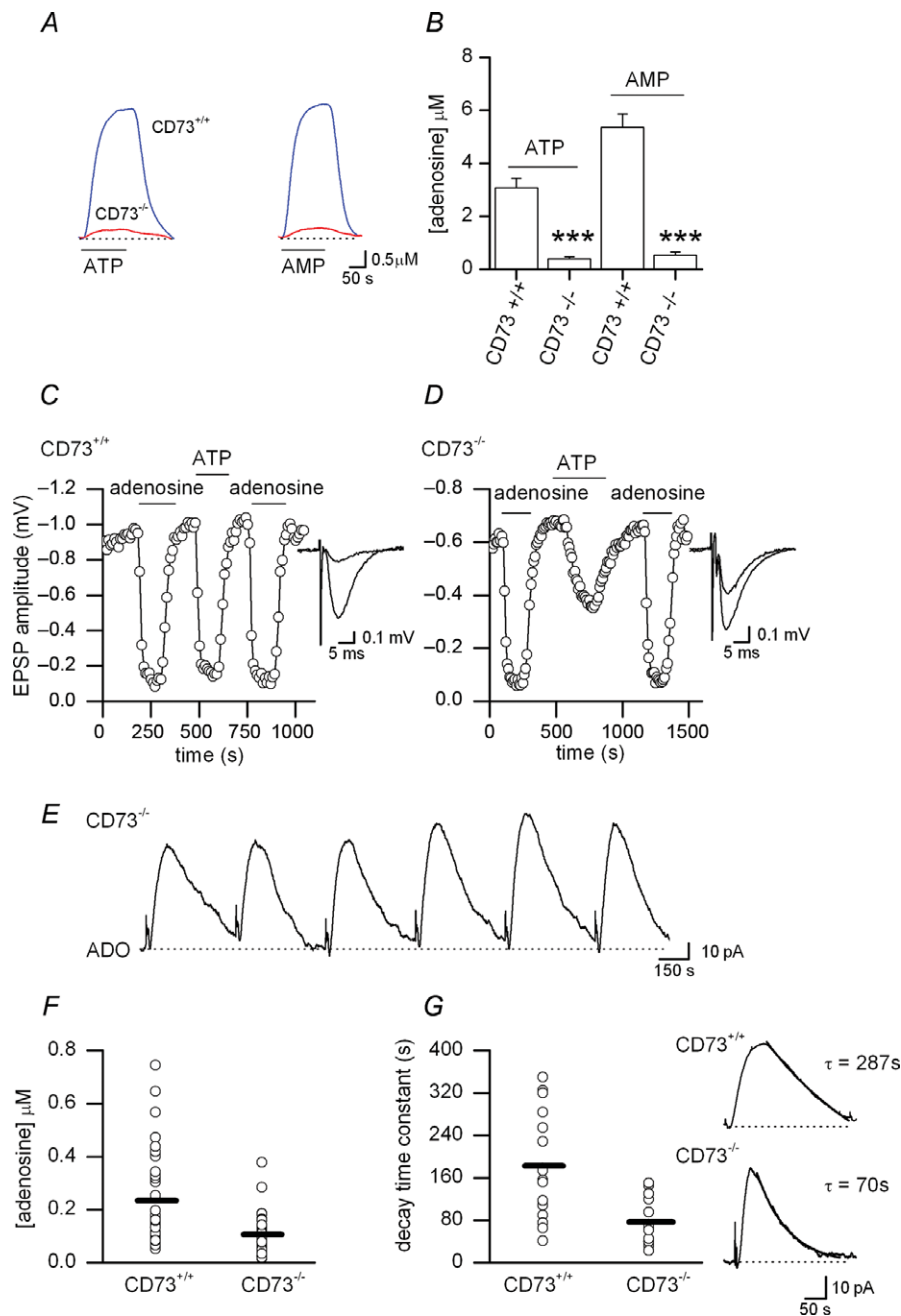 A
CD73+/+
CD73-/-
ATP
AMP
0.5µM
50 s
B
[adenosine] µM
8
6
4
2
0
ATP
AMP
***
***
CD73 +/+
CD73 -/-
CD73 +/+
CD73 -/-
C
CD73+/+
ATP
adenosine
adenosine
EPSP amplitude (mV)
−1.2
−1.0
−0.8
−0.6
−0.4
−0.2
0.0
0
250
500
750
1000
time (s)
0.1 mV
5 ms
D
CD73-/-
ATP
adenosine
adenosine
−0.8
−0.6
−0.4
−0.2
−0.0
0
500
1000
1500
time (s)
0.1 mV
5 ms
E
CD73-/-
ADO
10 pA
150 s
F
[adenosine] µM
0.8
0.6
0.4
0.2
0.0
CD73+/+
CD73-/-
G
decay time constant (s)
400
320
240
160
80
0
CD73+/+
CD73-/-
CD73+/+
τ = 287s
CD73-/-
τ = 70s
10 pA
50 s